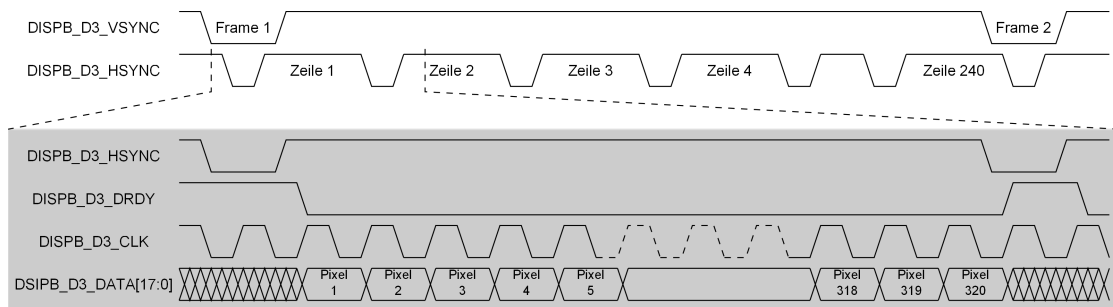 DISPB_D3_VSYNC Frame 1 Frame 2
DISPB_D3_HSYNC Zeile 1 Zeile 2 Zeile 3 Zeile 4 Zeile 240
DISPB_D3_HSYNC
DISPB_D3_DRDY
DISPB_D3_CLK
DSIPB_D3_DATA[17:0] Pixel 1 Pixel 2 Pixel 3 Pixel 4 Pixel 5 Pixel 318 Pixel 319 Pixel 320